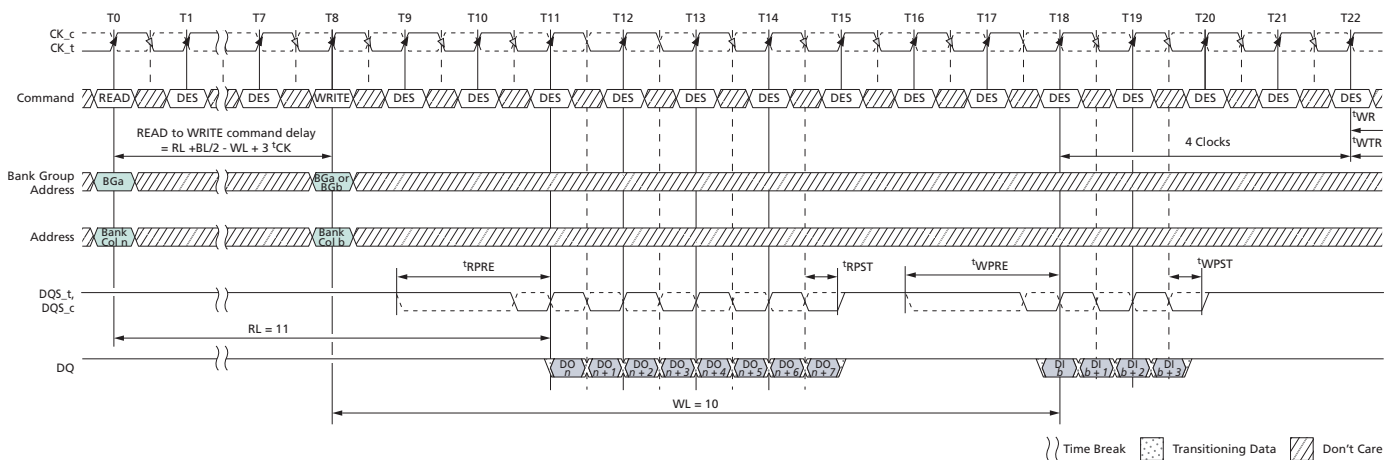 T0 T1 T7 T8 T9 T10 T11 T12 T13 T14 T15 T16 T17 T18 T19 T20 T21 T22
CK_c
CK_t
Command READ DES DES WRITE DES DES DES DES DES DES DES DES DES DES DES DES DES DES
tWR
READ to WRITE command delay
= RL +BL/2 - WL + 3 tCK
4 Clocks
tWTR
Bank Group
Address
BGa
BGa or
BGb
Address
Bank
Col n
Bank
Col b
tRPRE tRPST tWPRE tWPST
DQS_t,
DQS_c
RL = 11
DQ
DO
n
DO
n + 1
DO
n + 2
DO
n + 3
DO
n + 4
DO
n + 5
DO
n + 6
DO
n + 7
DI
b
DI
b + 1
DI
b + 2
DI
b + 3
WL = 10
Time Break Transitioning Data Don't Care